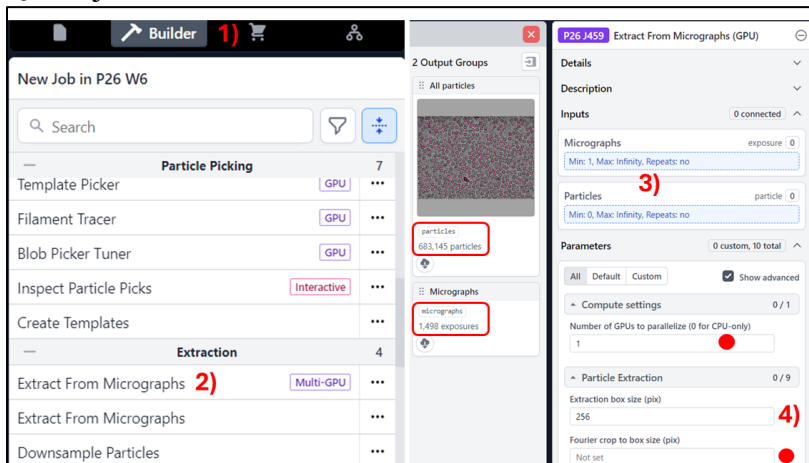 Builder 1)
New Job in P26 W6
Search
Particle Picking 7
Template Picker GPU
Filament Tracer GPU
Blob Picker Tuner GPU
Inspect Particle Picks Interactive
Create Templates
Extraction 4
Extract From Micrographs 2) Multi-GPU
Extract From Micrographs
Downsample Particles
2 Output Groups
All particles
particles
683,145 particles
Micrographs
micrographs
1,498 exposures
P26 J459 Extract From Micrographs (GPU)
Details
Description
Inputs 0 connected
Micrographs exposure 0
Min: 1, Max: Infinity, Repeats: no
3)
Particles particle 0
Min: 0, Max: Infinity, Repeats: no
Parameters 0 custom, 10 total
All Default Custom Show advanced
Compute settings 0 / 1
Number of GPUs to parallelize (0 for CPU-only)
1
Particle Extraction 0 / 9
Extraction box size (pix)
256 4)
Fourier crop to box size (pix)
Not set